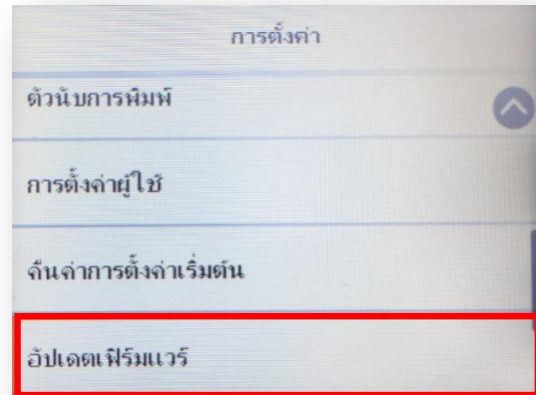 การตั้งค่า
ตัวนับการพิมพ์
การตั้งค่าผู้ใช้
คืนค่าการตั้งค่าเริ่มต้น
อัปเดตเฟิร์มแวร์